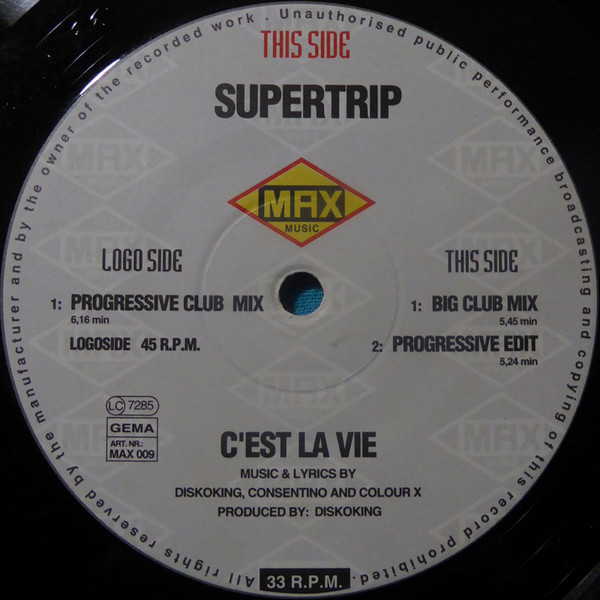 THIS SIDE
SUPERTRIP
MAX
MUSIC
LOGO SIDE
1: PROGRESSIVE CLUB MIX
6,16 min
LOGOSIDE 45 R.P.M.
THIS SIDE
1: BIG CLUB MIX
5,45 min
2: PROGRESSIVE EDIT
5,24 min
LC 7285
GEMA
ART. NR.:
MAX 009
C'EST LA VIE
MUSIC & LYRICS BY
DISKOKING, CONSENTINO AND COLOUR X
PRODUCED BY: DISKOKING
33 R.P.M.
All rights reserved by the manufacturer and by the owner of the recorded work . Unauthorised public performance broadcasting and copying of this record prohibited.